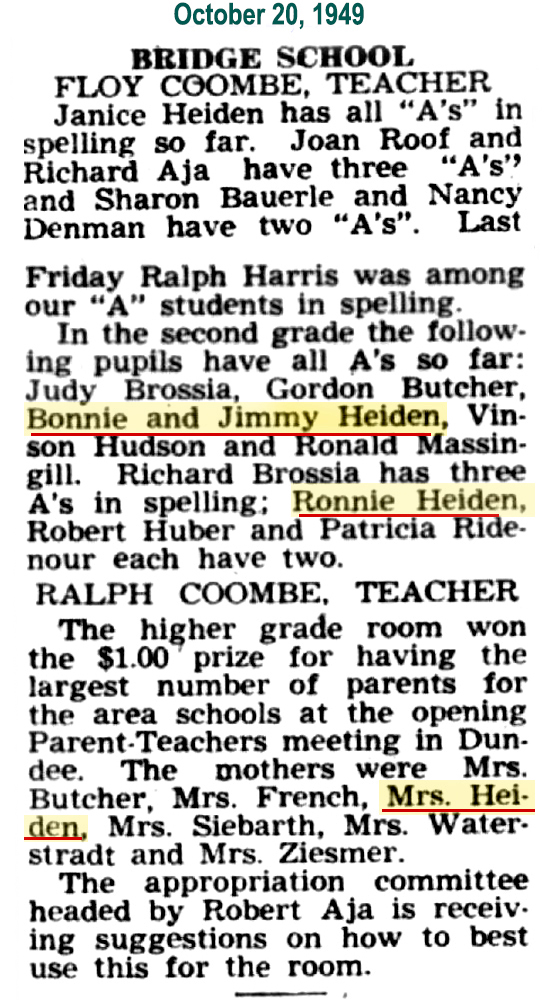 October 20, 1949
BRIDGE SCHOOL
FLOY COOMBE, TEACHER
Janice Heiden has all "A's" in
spelling so far. Joan Roof and
Richard Aja have three "A's"
and Sharon Bauerle and Nancy
Denman have two "A's". Last
Friday Ralph Harris was among
our "A" students in spelling.
In the second grade the follow-
ing pupils have all A's so far:
Judy Brossia, Gordon Butcher,
Bonnie and Jimmy Heiden, Vin-
son Hudson and Ronald Massin-
gill. Richard Brossia has three
A's in spelling; Ronnie Heiden,
Robert Huber and Patricia Ride-
nour each have two.
RALPH COOMBE, TEACHER
The higher grade room won
the $1.00 prize for having the
largest number of parents for
the area schools at the opening
Parent-Teachers meeting in Dun-
dee. The mothers were Mrs.
Butcher, Mrs. French, Mrs. Hei-
den, Mrs. Siebarth, Mrs. Water-
stradt and Mrs. Ziesmer.
The appropriation committee
headed by Robert Aja is receiv-
ing suggestions on how to best
use this for the room.